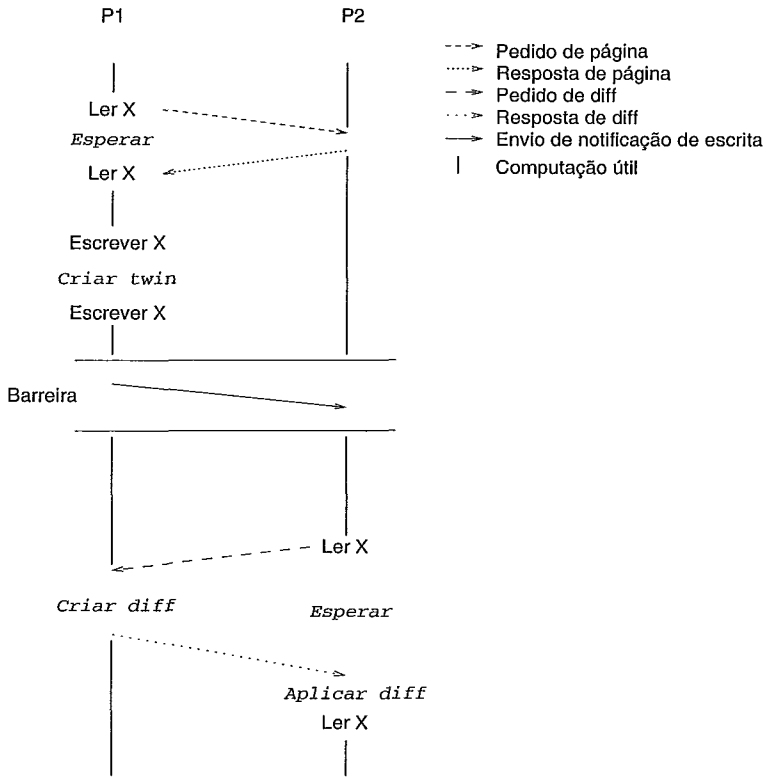 P1
P2
Pedido de página
Resposta de página
Pedido de diff
Resposta de diff
Envio de notificação de escrita
Computação útil
Ler X
Esperar
Ler X
Escrever X
Criar twin
Escrever X
Barreira
Ler X
Criar diff
Esperar
Aplicar diff
Ler X